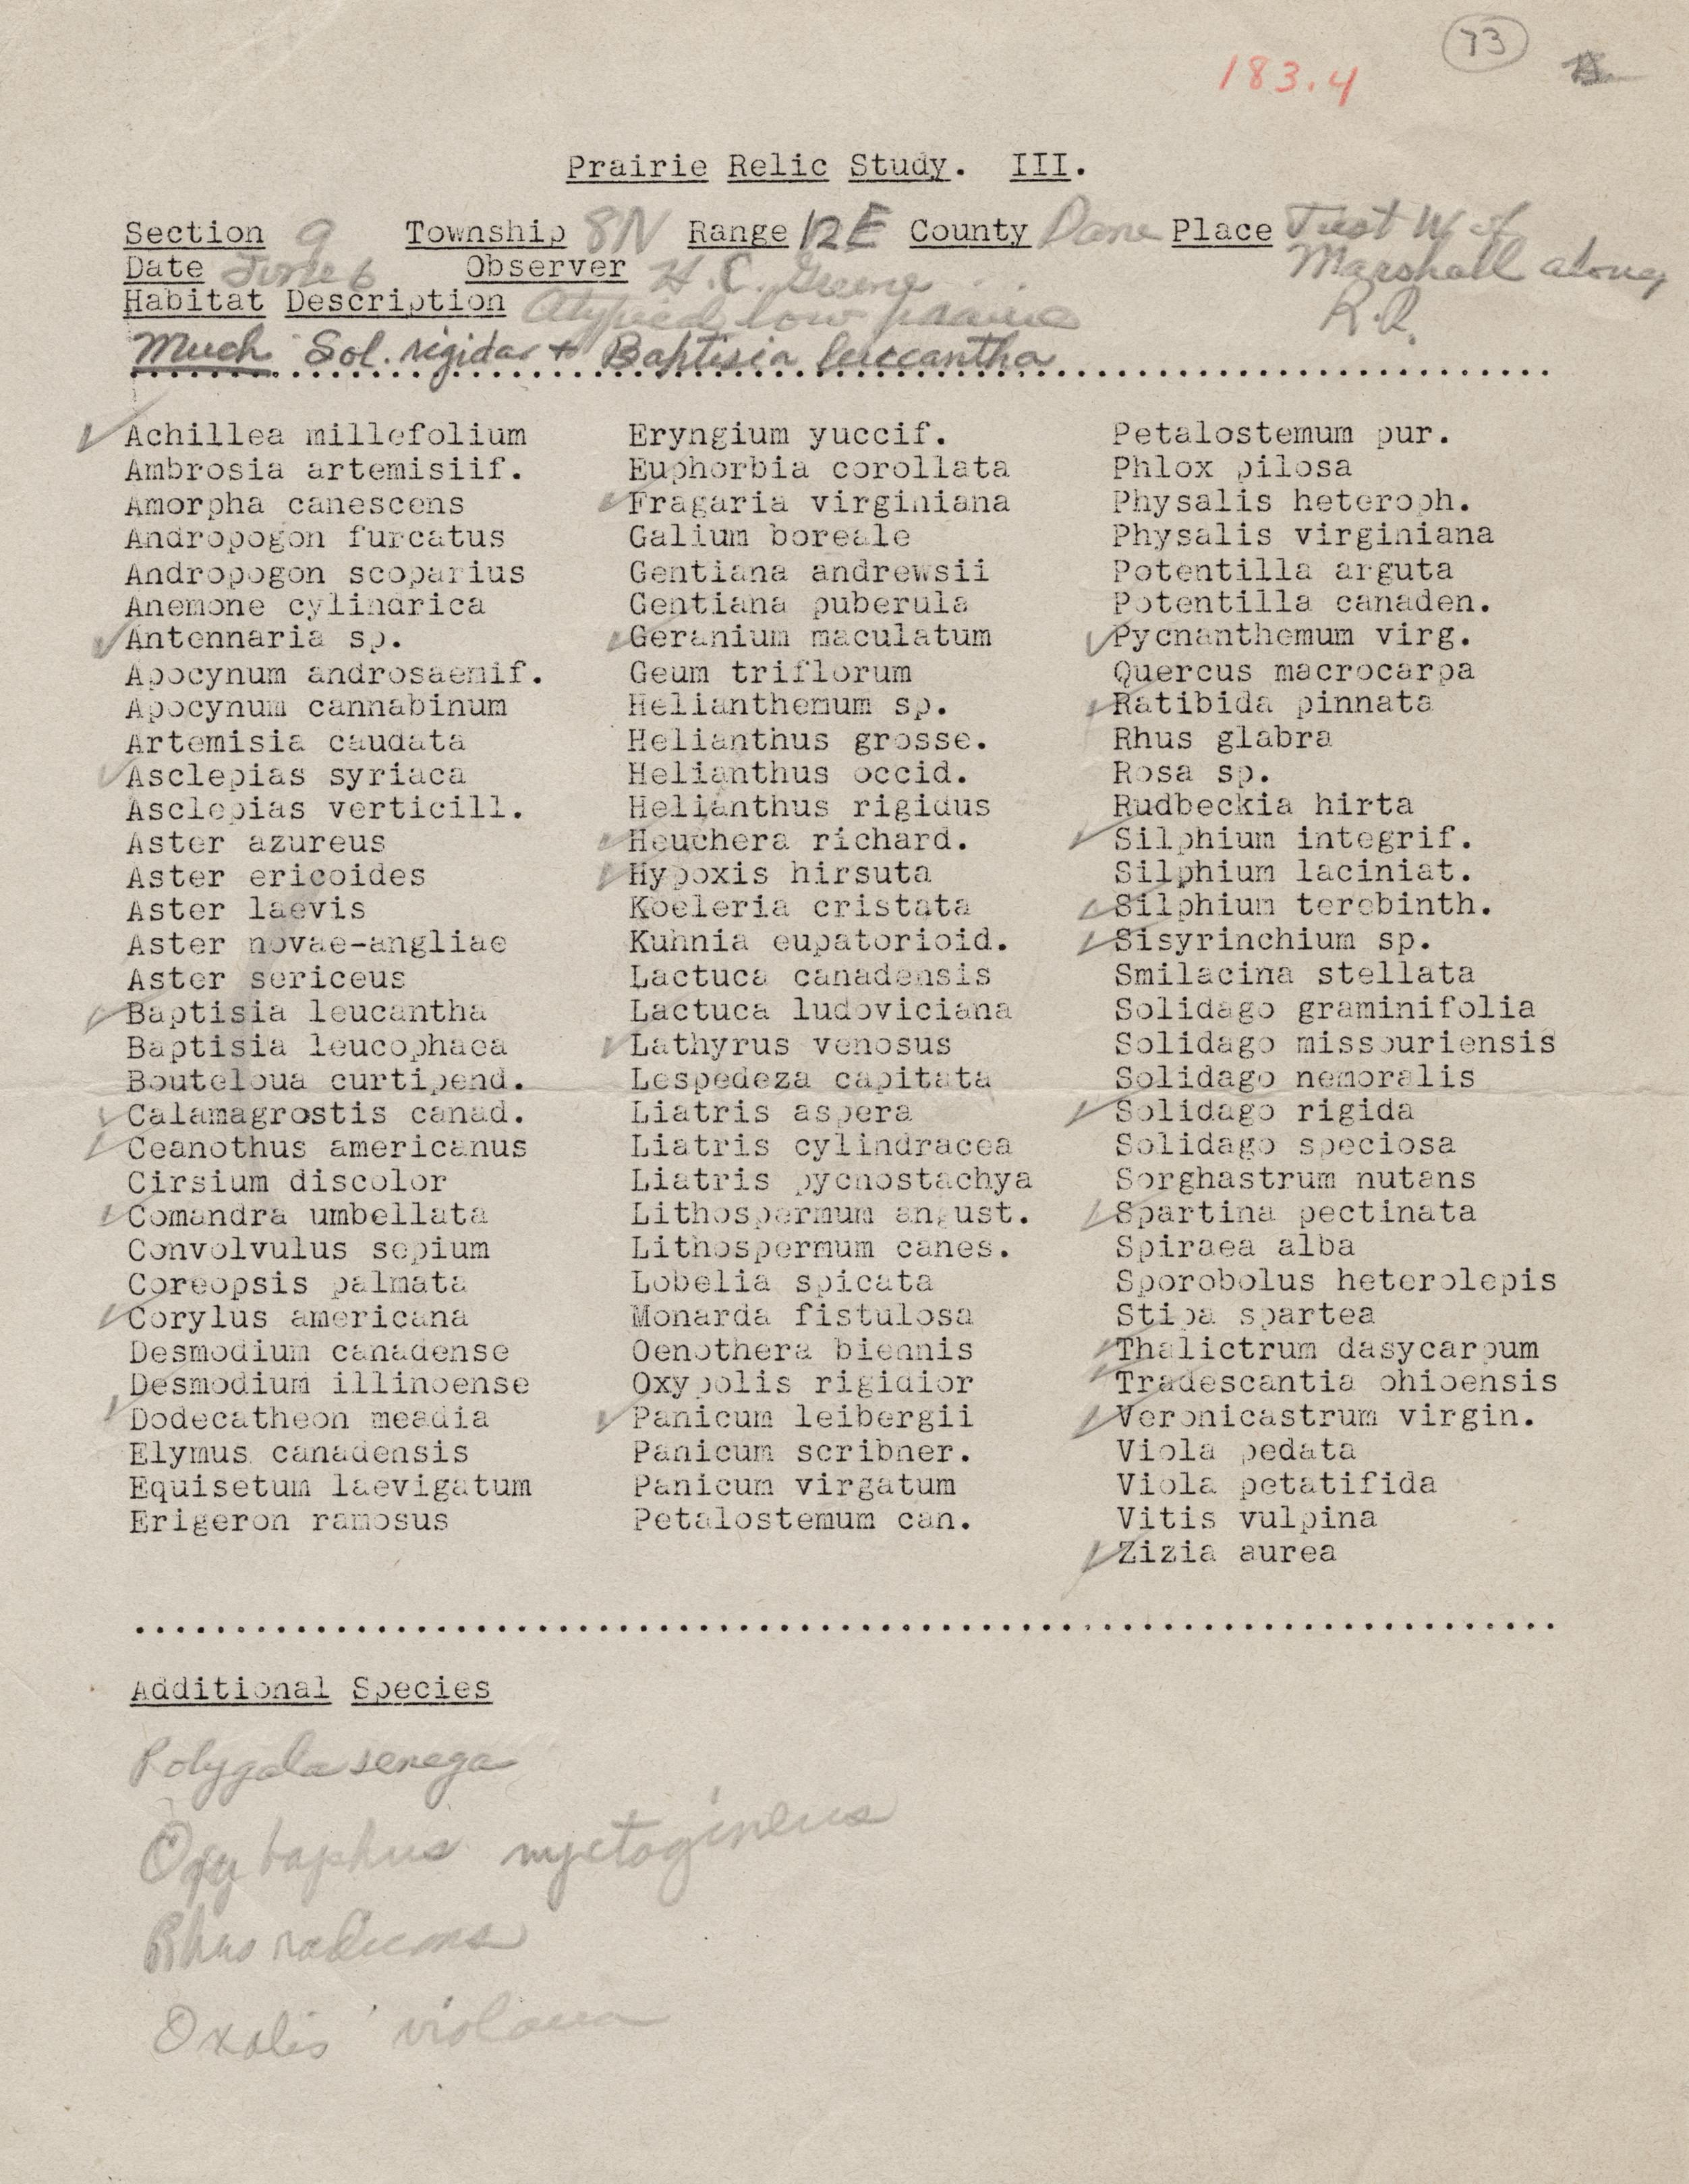 73
183.4
Prairie Relic Study. III.
Section 9 Township 8N Range 12E County Dane Place Just W of
Marshall along
R.R.
Date June 6 Observer H. C. Greene
Habitat Description Atypical low prairie
Much Sol. rigida + Baptisia leucantha
Achillea millefolium
Ambrosia artemisiif.
Amorpha canescens
Andropogon furcatus
Andropogon scoparius
Anemone cylindrica
Antennaria sp.
Apocynum androsaemif.
Apocynum cannabinum
Artemisia caudata
Asclepias syriaca
Asclepias verticill.
Aster azureus
Aster ericoides
Aster laevis
Aster novae-angliae
Aster sericeus
Baptisia leucantha
Baptisia leucophaea
Bouteloua curtipend.
Calamagrostis canad.
Ceanothus americanus
Cirsium discolor
Comandra umbellata
Convolvulus sepium
Coreopsis palmata
Corylus americana
Desmodium canadense
Desmodium illinoense
Dodecatheon meadia
Elymus canadensis
Equisetum laevigatum
Erigeron ramosus
Eryngium yuccif.
Euphorbia corollata
Fragaria virginiana
Galium boreale
Gentiana andrewsii
Gentiana puberula
Geranium maculatum
Geum triflorum
Helianthemum sp.
Helianthus grosse.
Helianthus occid.
Helianthus rigidus
Heuchera richard.
Hypoxis hirsuta
Koeleria cristata
Kuhnia eupatorioid.
Lactuca canadensis
Lactuca ludoviciana
Lathyrus venosus
Lespedeza capitata
Liatris aspera
Liatris cylindracea
Liatris pycnostachya
Lithospermum angust.
Lithospermum canes.
Lobelia spicata
Monarda fistulosa
Oenothera biennis
Oxypolis rigidior
Panicum leibergii
Panicum scribner.
Panicum virgatum
Petalostemum can.
Petalostemum pur.
Phlox pilosa
Physalis heteroph.
Physalis virginiana
Potentilla arguta
Potentilla canaden.
Pycnanthemum virg.
Quercus macrocarpa
Ratibida pinnata
Rhus glabra
Rosa sp.
Rudbeckia hirta
Silphium integrif.
Silphium laciniat.
Silphium terebinth.
Sisyrinchium sp.
Smilacina stellata
Solidago graminifolia
Solidago missouriensis
Solidago nemoralis
Solidago rigida
Solidago speciosa
Sorghastrum nutans
Spartina pectinata
Spiraea alba
Sporobolus heterolepis
Stipa spartea
Thalictrum dasycarpum
Tradescantia ohioensis
Veronicastrum virgin.
Viola pedata
Viola petatifida
Vitis vulpina
Zizia aurea
Additional Species
Polygala senega
Oxybaphus nyctagineus
Rhus radicans
Oxalis violacea